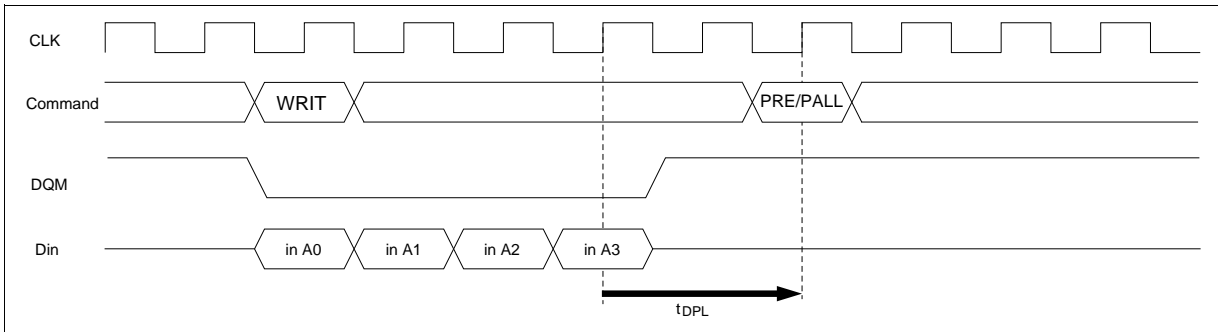 CLK
Command WRIT PRE/PALL
DQM
Din in A0 in A1 in A2 in A3
tDPL